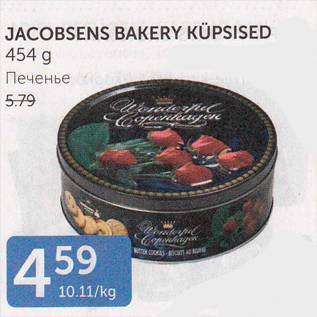 JACOBSENS BAKERY KÜPSISED
454 g
Печенье
5.79
Wonderful
Copenhagen
Wonderful
Copenhagen
BUTTER COOKIES • BISCUITS AU BEURRE
4 59
10.11/kg